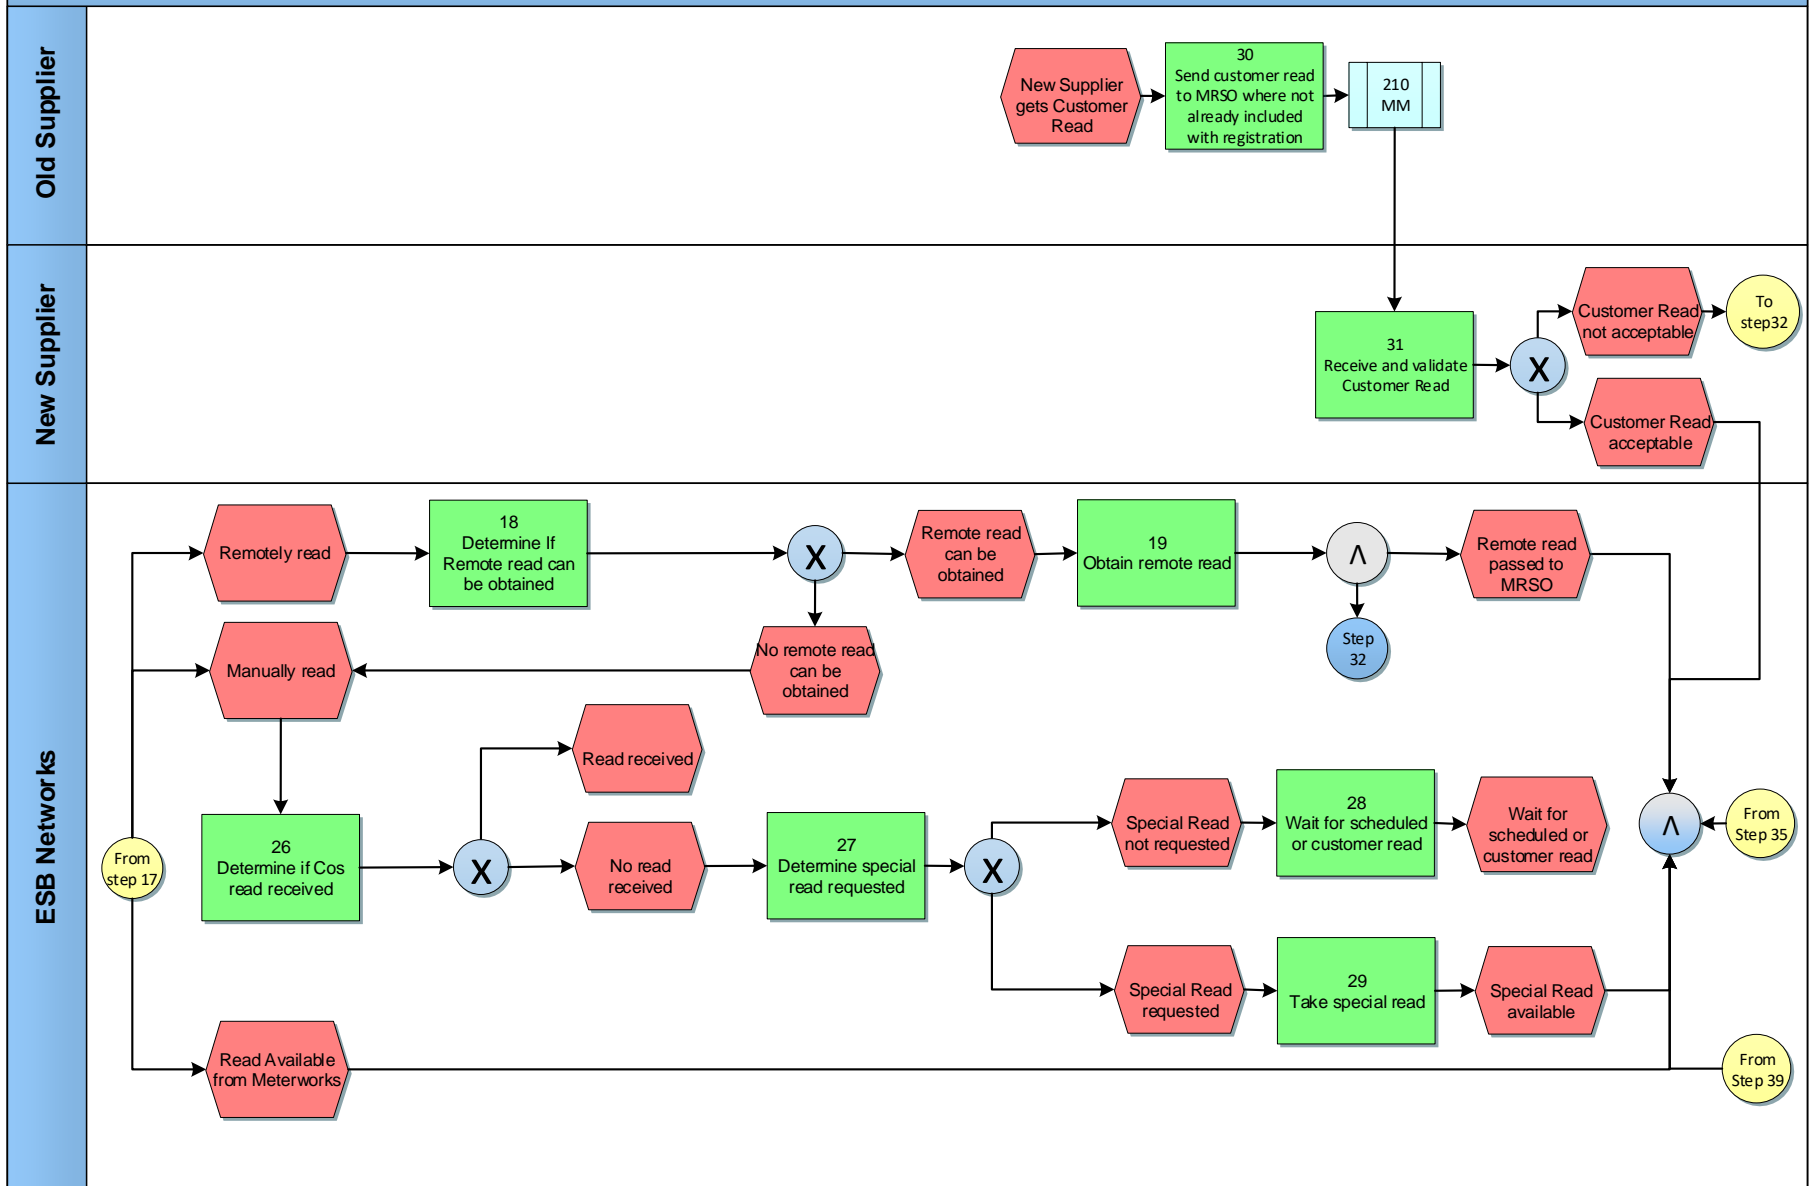 Old Supplier
New Supplier
gets Customer
Read
30
Send customer read
to MRSO where not
already included
with registration
210
MM
New Supplier
31
Receive and validate
Customer Read
X
Customer Read
not acceptable
To
step32
Customer Read
acceptable
ESB Networks
Remotely read
18
Determine If
Remote read can
be obtained
X
Remote read
can be
obtained
19
Obtain remote read
Λ
Remote read
passed to
MRSO
Step
32
Manually read
No remote read
can be
obtained
Read received
From
step 17
26
Determine if Cos
read received
X
No read
received
27
Determine special
read requested
X
Special Read
not requested
28
Wait for scheduled
or customer read
Wait for
scheduled or
customer read
Λ
From
Step 35
Special Read
requested
29
Take special read
Special Read
available
Read Available
from Meterworks
From
Step 39